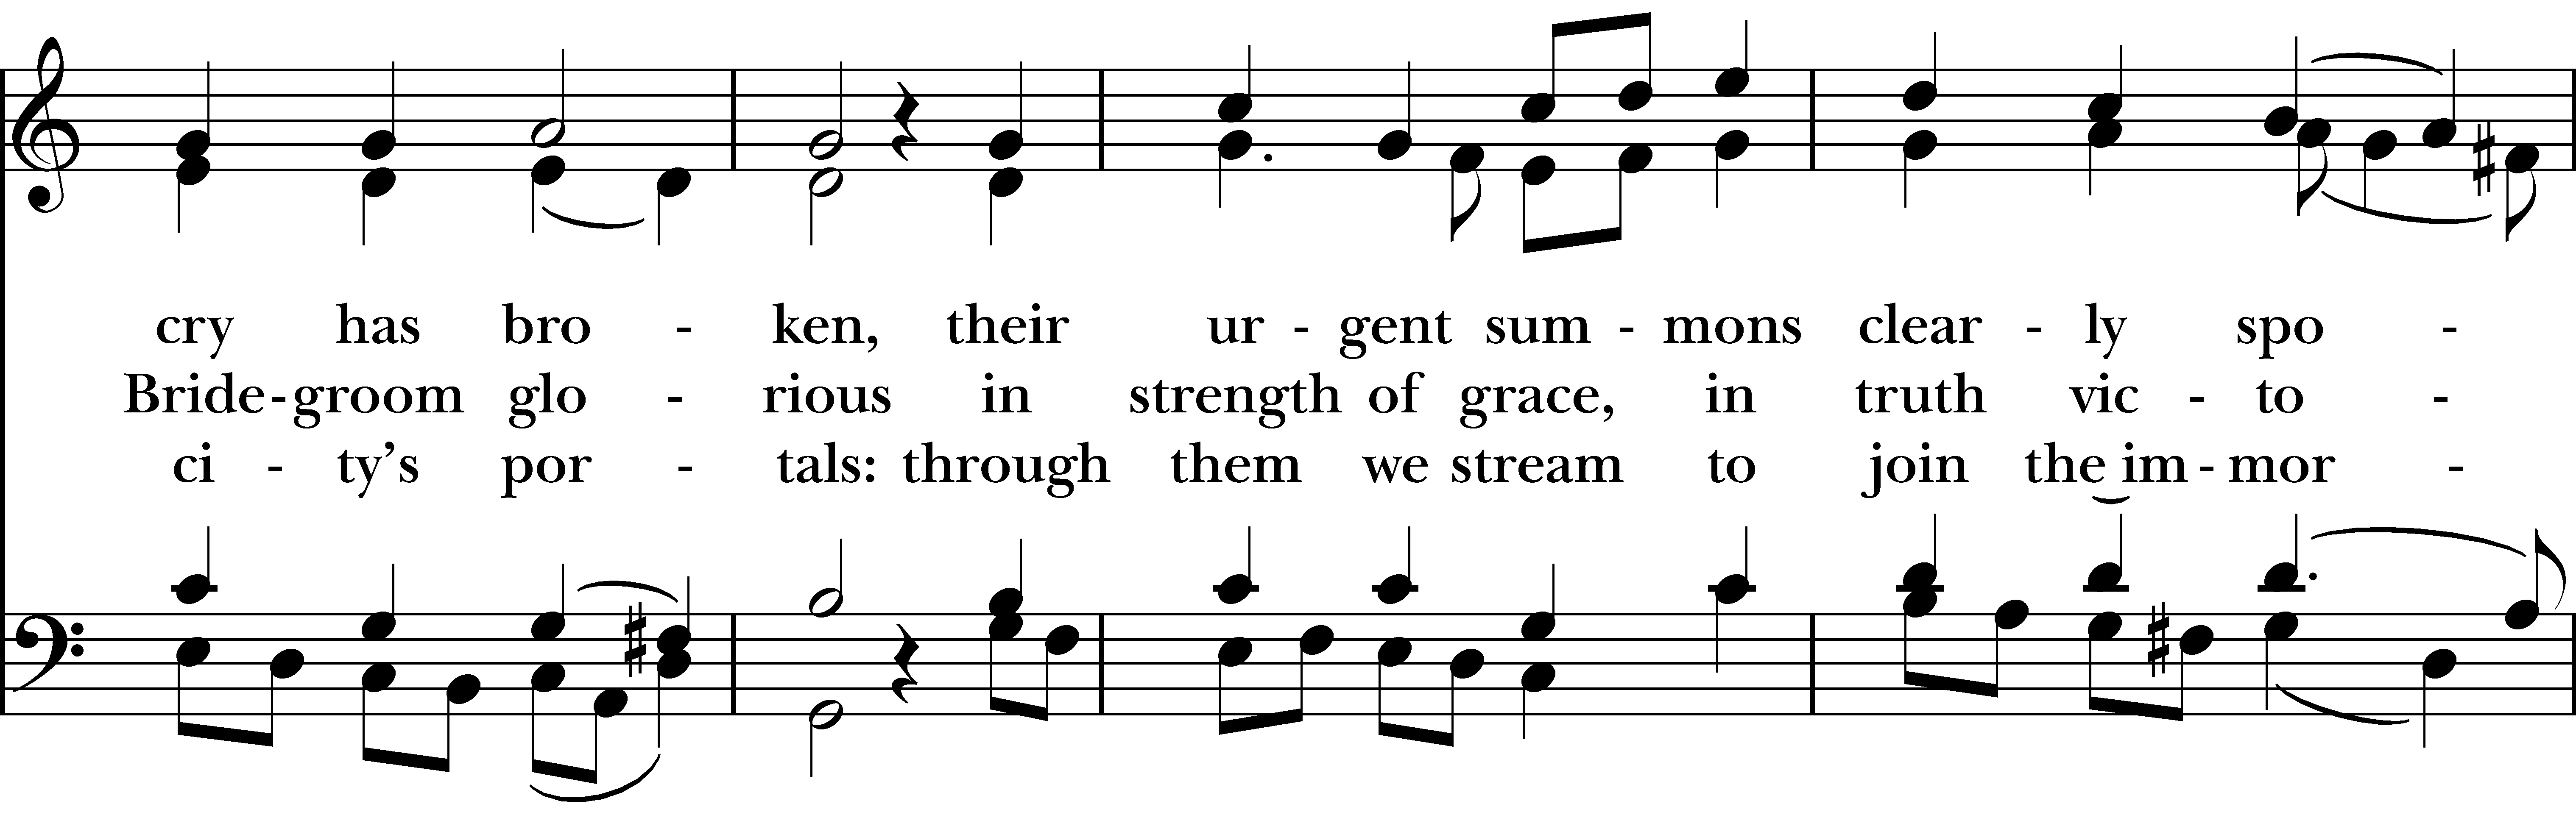 cry has bro - ken, their ur - gent sum - mons clear - ly spo -
Bride - groom glo - rious in strength of grace, in truth vic - to -
ci - ty’s por - tals: through them we stream to join the im - mor -